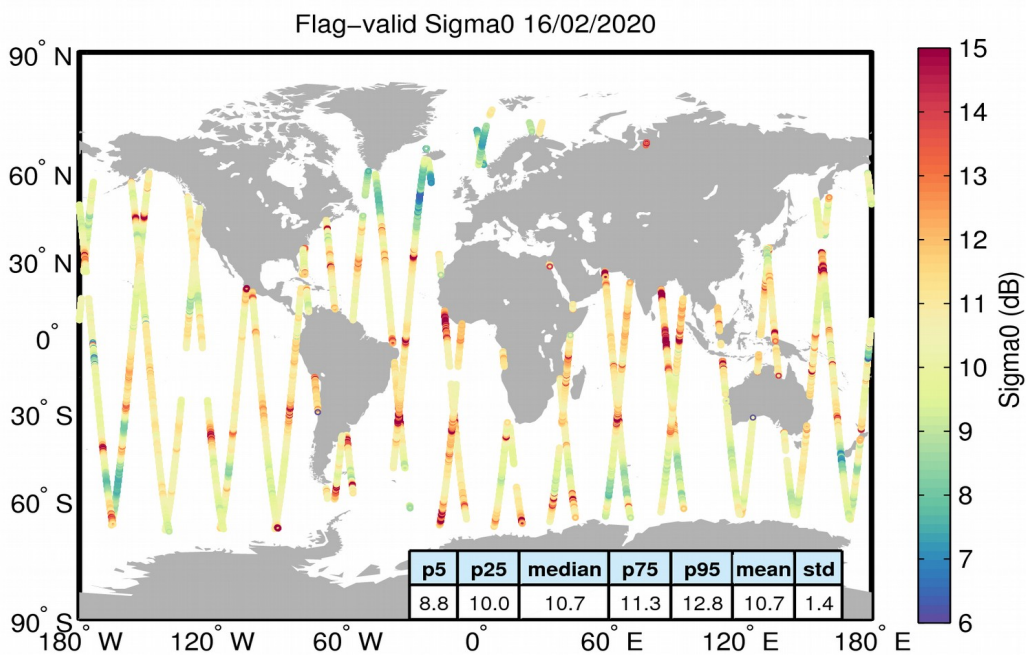 Flag−valid Sigma0 16/02/2020
90° N
60° N
30° N
0°
30° S
60° S
90° S
180° W
120° W
60° W
0°
60° E
120° E
180° E
p5 p25 median p75 p95 mean std
8.8 10.0 10.7 11.3 12.8 10.7 1.4
15
14
13
12
11
10
9
8
7
6
Sigma0 (dB)